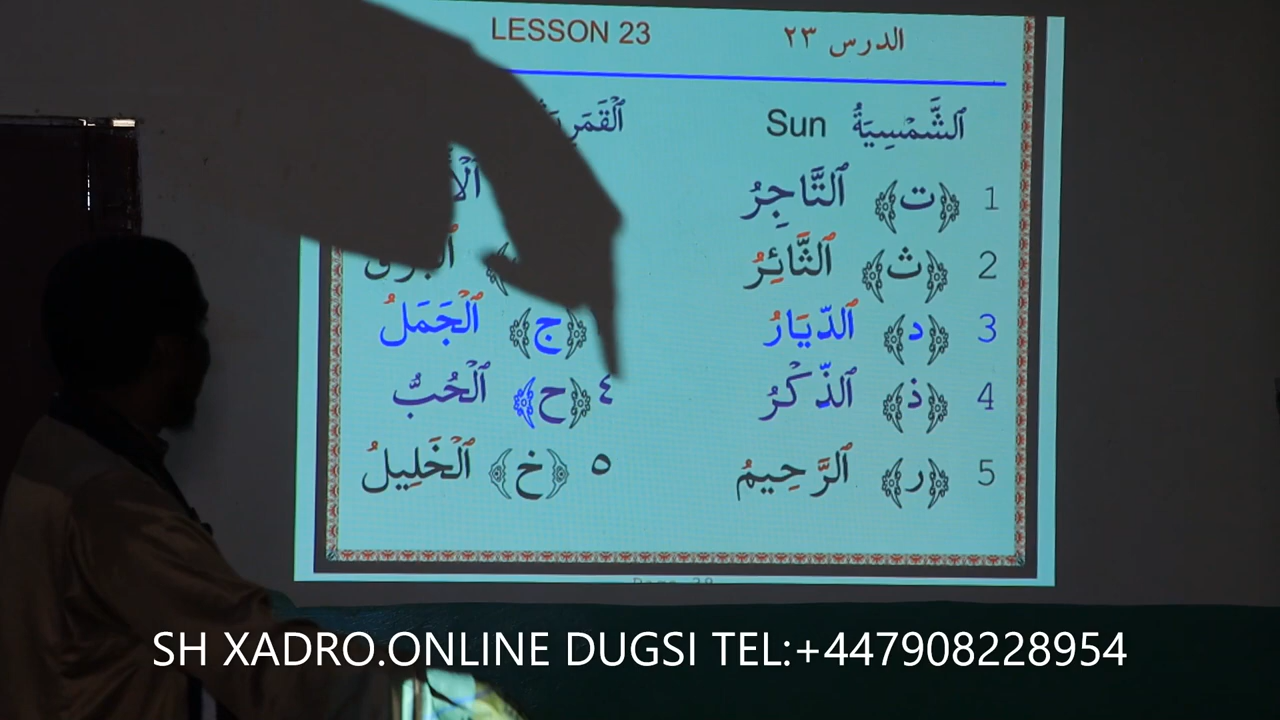 LESSON 23 الدرس ٢٣
ٱلشَّمْسِيَةُ Sun
1 ﴿ت﴾ ٱلتَّاجِرُ
2 ﴿ث﴾ ٱلثَّائِرُ
3 ﴿د﴾ ٱلدِّيَارُ ﴿ج﴾ ٱلْجَمَلُ
4 ﴿ذ﴾ ٱلذِّكْرُ ٤ ﴿ح﴾ ٱلْحُبُّ
5 ﴿ر﴾ ٱلرَّحِيمُ ٥ ﴿خ﴾ ٱلْخَلِيلُ
SH XADRO.ONLINE DUGSI TEL:+447908228954